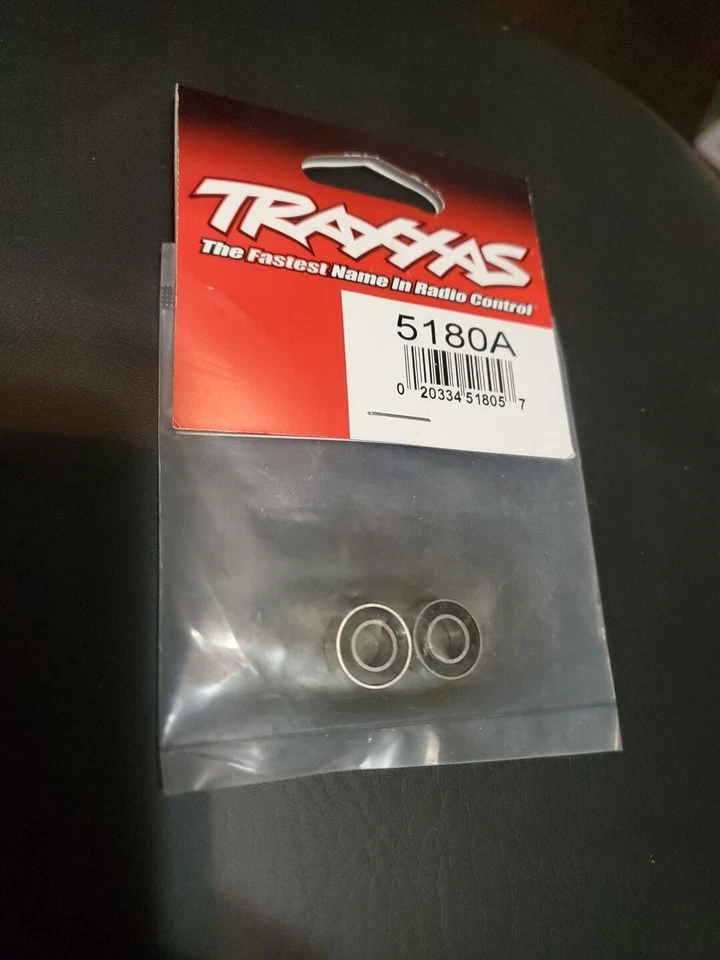 TRAXXAS
The Fastest Name In Radio Control
5180A
0 20334 51805 7